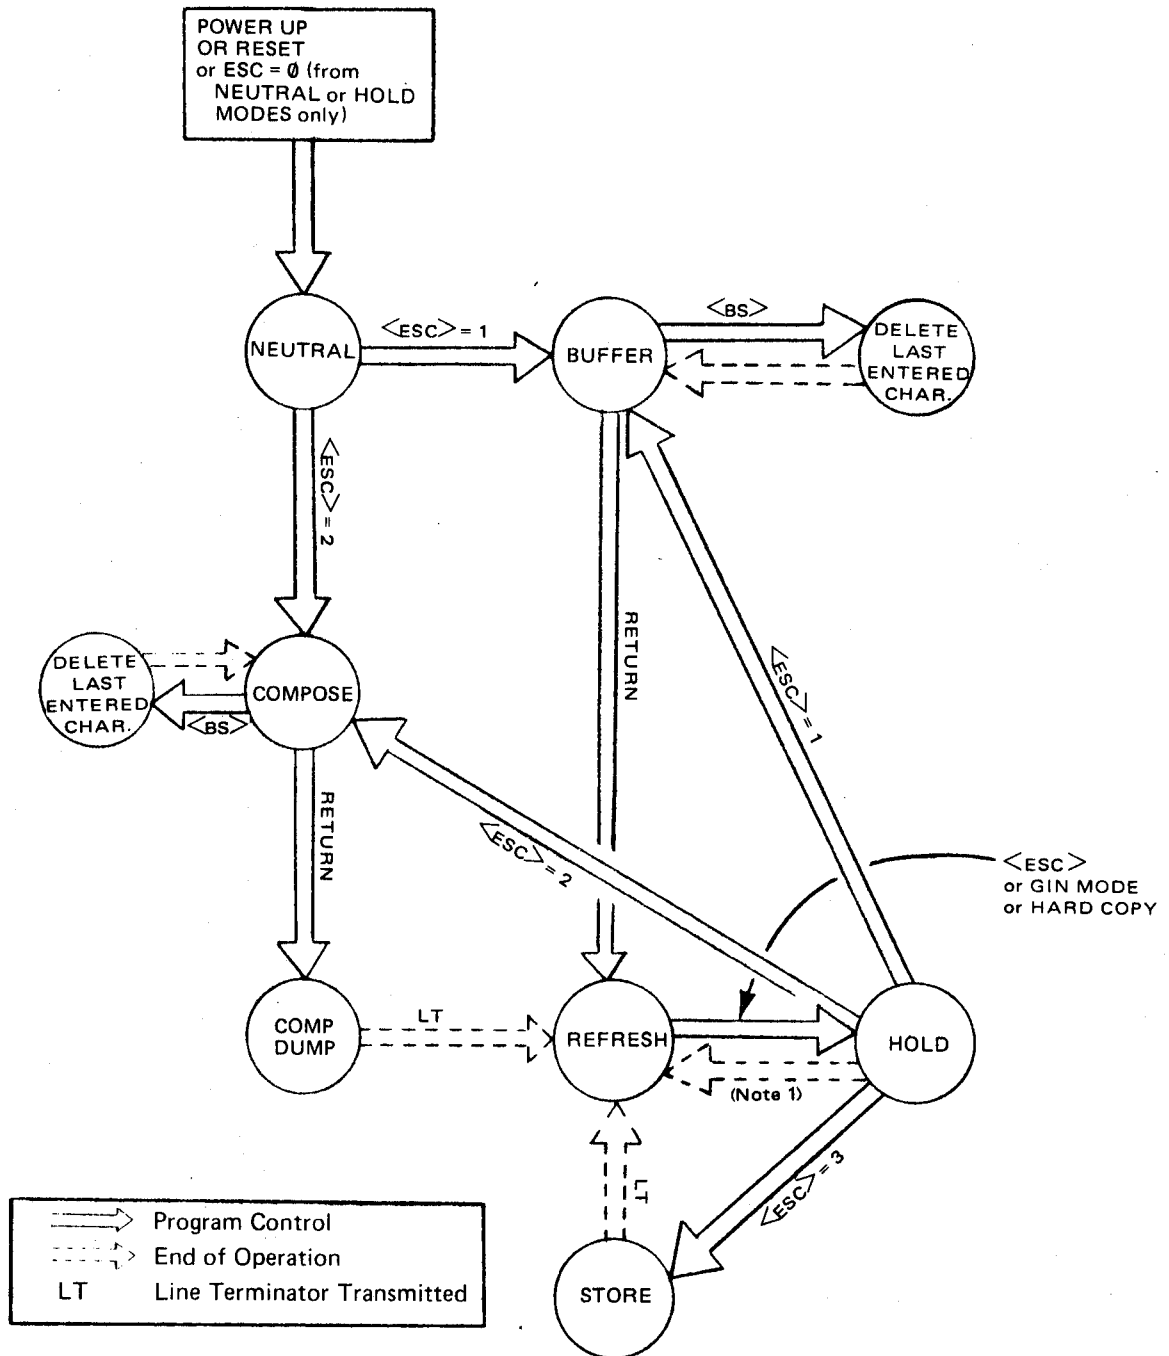 POWER UP
OR RESET
or ESC = Ø (from
NEUTRAL or HOLD
MODES only)
NEUTRAL
<ESC> = 1
BUFFER
<BS>
DELETE
LAST
ENTERED
CHAR.
<ESC> = 2
RETURN
<ESC> = 1
DELETE
LAST
ENTERED
CHAR.
<BS>
COMPOSE
RETURN
<ESC> = 2
<ESC>
or GIN MODE
or HARD COPY
COMP
DUMP
LT
REFRESH
HOLD
(Note 1)
LT
<ESC> = 3
STORE
Program Control
End of Operation
LT Line Terminator Transmitted